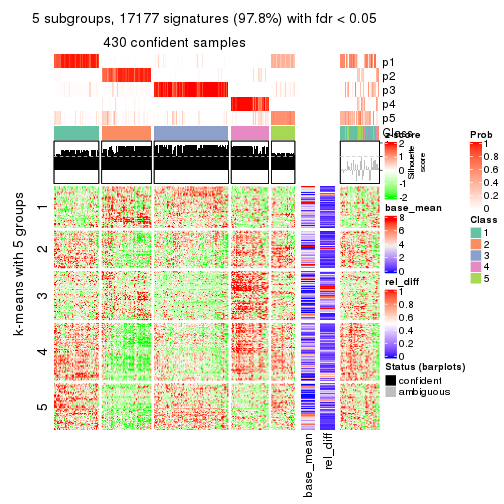 5 subgroups, 17177 signatures (97.8%) with fdr < 0.05
430 confident samples
p1
p2
p3
p4
p5
Class
k-means with 5 groups
1
2
3
4
5
base_mean
rel_diff
z-score
2
1
0
-1
-2
Silhouette
score
base_mean
8
6
4
2
0
rel_diff
1
0.8
0.6
0.4
0.2
0
Status (barplots)
confident
ambiguous
Prob
1
0.8
0.6
0.4
0.2
0
Class
1
2
3
4
5